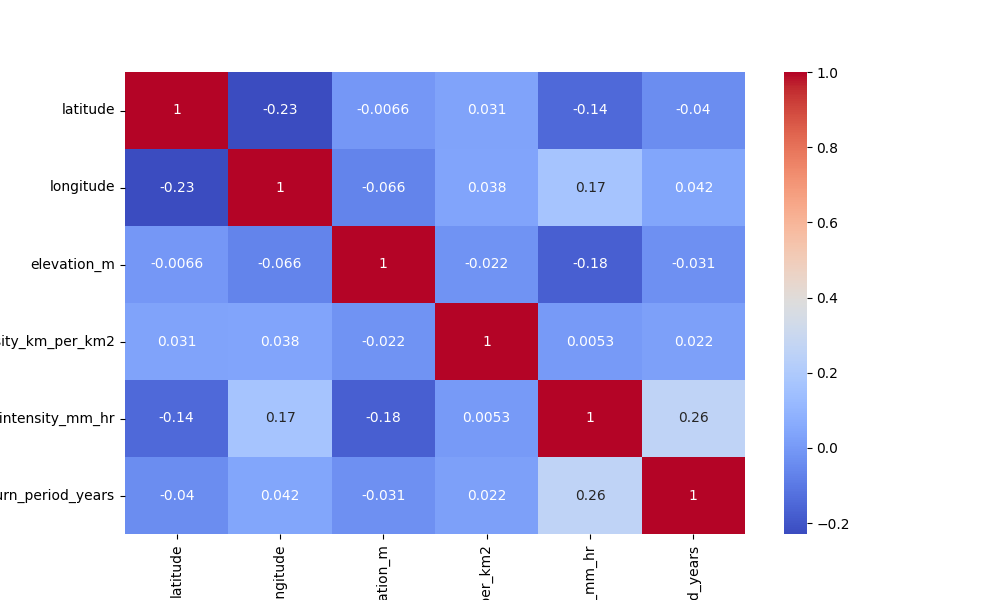 latitude 1 -0.23 -0.0066 0.031 -0.14 -0.04
longitude -0.23 1 -0.066 0.038 0.17 0.042
elevation_m -0.0066 -0.066 1 -0.022 -0.18 -0.031
sity_km_per_km2 0.031 0.038 -0.022 1 0.0053 0.022
intensity_mm_hr -0.14 0.17 -0.18 0.0053 1 0.26
urn_period_years -0.04 0.042 -0.031 0.022 0.26 1
latitude
ngitude
ation_m
per_km2
_mm_hr
d_years
1.0
0.8
0.6
0.4
0.2
0.0
−0.2